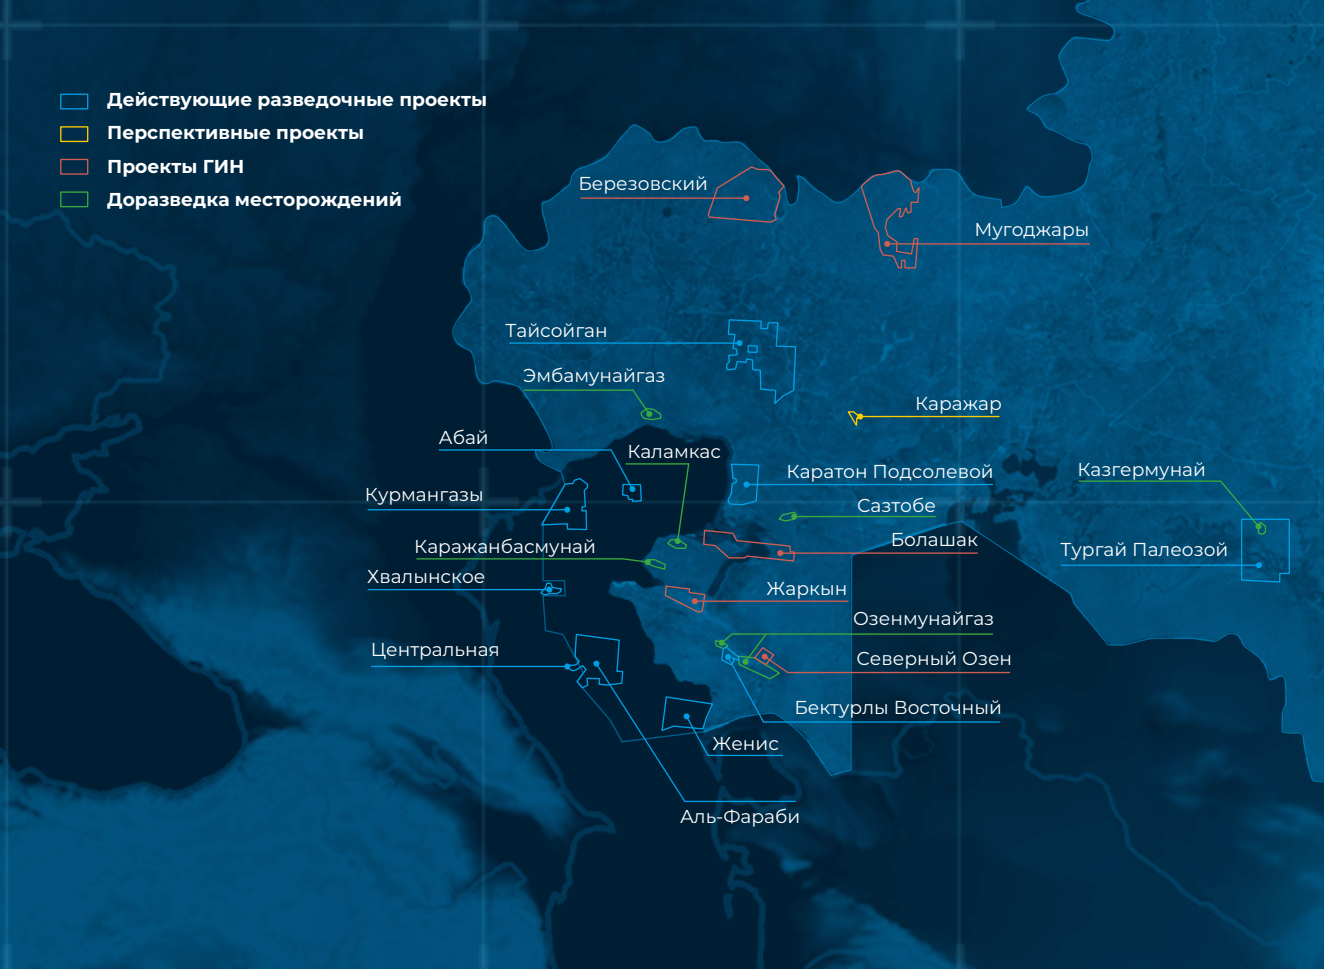 Действующие разведочные проекты
Перспективные проекты
Проекты ГИН
Доразведка месторождений
Березовский
Мугоджары
Тайсойган
Эмбамунайгаз
Каражар
Абай
Каламкас
Каратон Подсолевой
Казгермунай
Курмангазы
Сазтобе
Болашак
Каражанбасмунай
Тургай Палеозой
Хвалынское
Жаркын
Озенмунайгаз
Центральная
Северный Озен
Бектурлы Восточный
Женис
Аль-Фараби